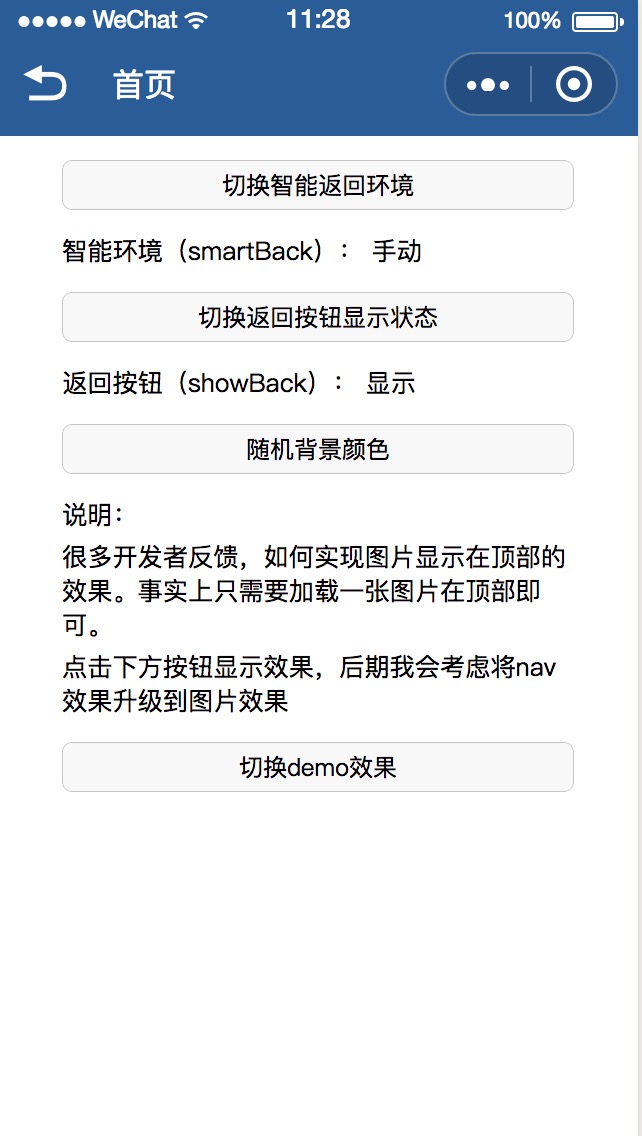 WeChat 11:28 100%
首页
切换智能返回环境
智能环境（smartBack）： 手动
切换返回按钮显示状态
返回按钮（showBack）： 显示
随机背景颜色
说明：
很多开发者反馈，如何实现图片显示在顶部的
效果。事实上只需要加载一张图片在顶部即
可。
点击下方按钮显示效果，后期我会考虑将nav
效果升级到图片效果
切换demo效果